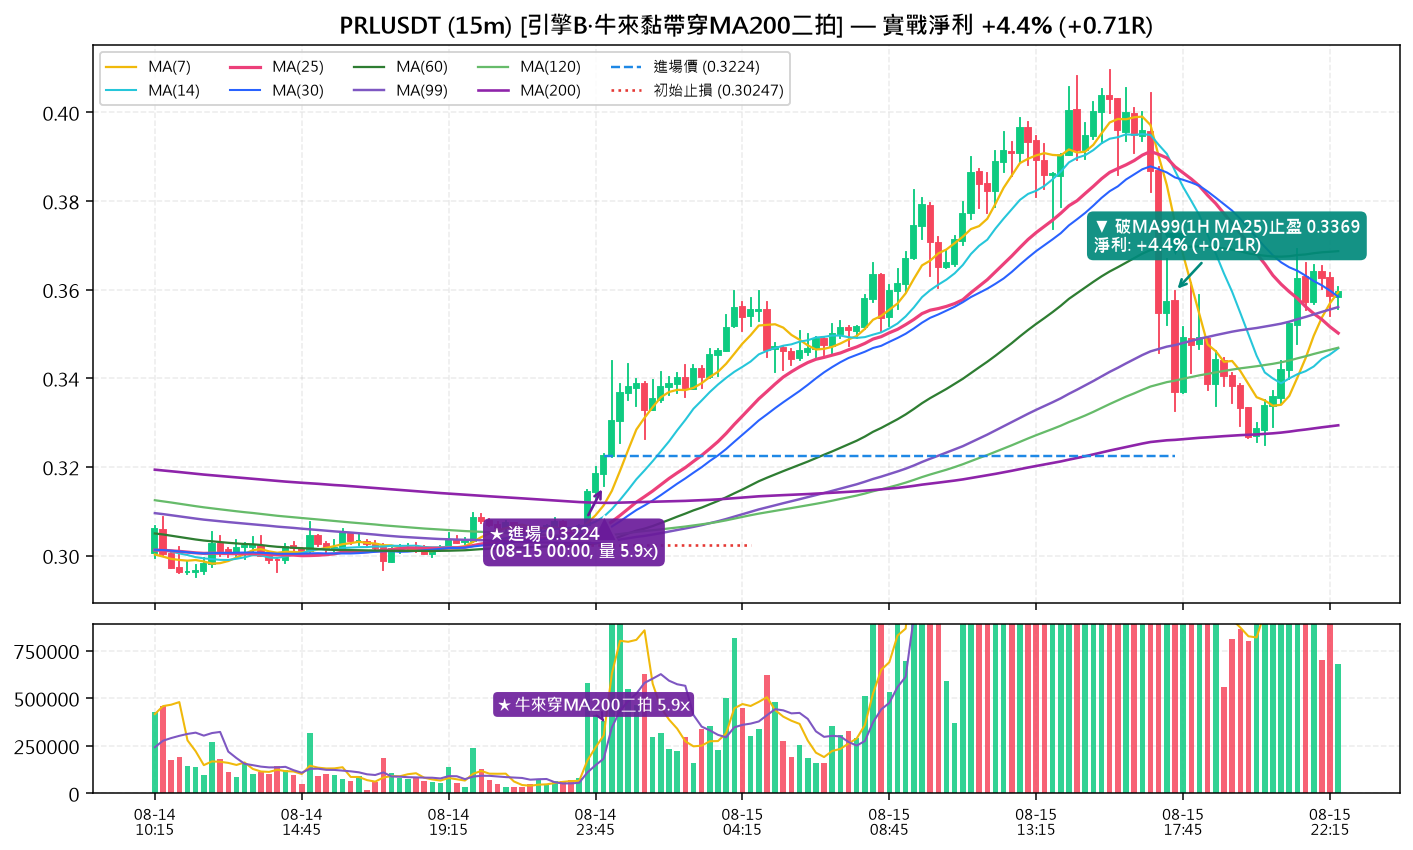 PRLUSDT (15m) [引擎B·牛來黏帶穿MA200二拍] — 實戰淨利 +4.4% (+0.71R)
MA(7)
MA(14)
MA(25)
MA(30)
MA(60)
MA(99)
MA(120)
MA(200)
進場價 (0.3224)
初始止損 (0.30247)
0.40
0.38
0.36
0.34
0.32
0.30
▼ 破MA99(1H MA25)止盈 0.3369
淨利: +4.4% (+0.71R)
★ 進場 0.3224
(08-15 00:00, 量 5.9x)
750000
500000
250000
0
★ 牛來穿MA200二拍 5.9x
08-14
10:15
08-14
14:45
08-14
19:15
08-14
23:45
08-15
04:15
08-15
08:45
08-15
13:15
08-15
17:45
08-15
22:15